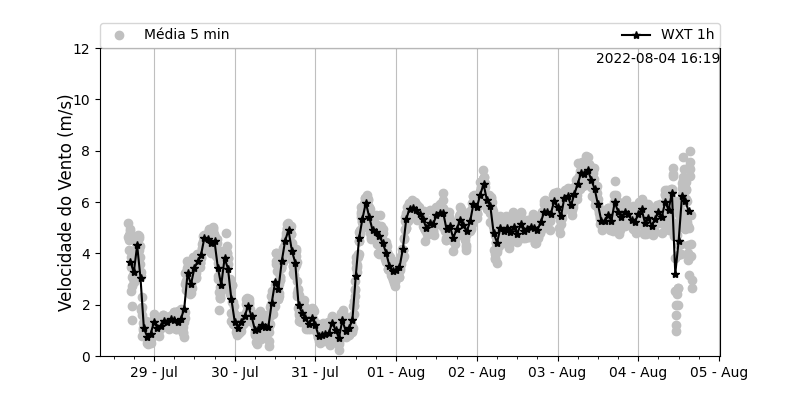 Média 5 min
WXT 1h
2022-08-04 16:19
Velocidade do Vento (m/s)
12
10
8
6
4
2
0
29 - Jul 30 - Jul 31 - Jul 01 - Aug 02 - Aug 03 - Aug 04 - Aug 05 - Aug